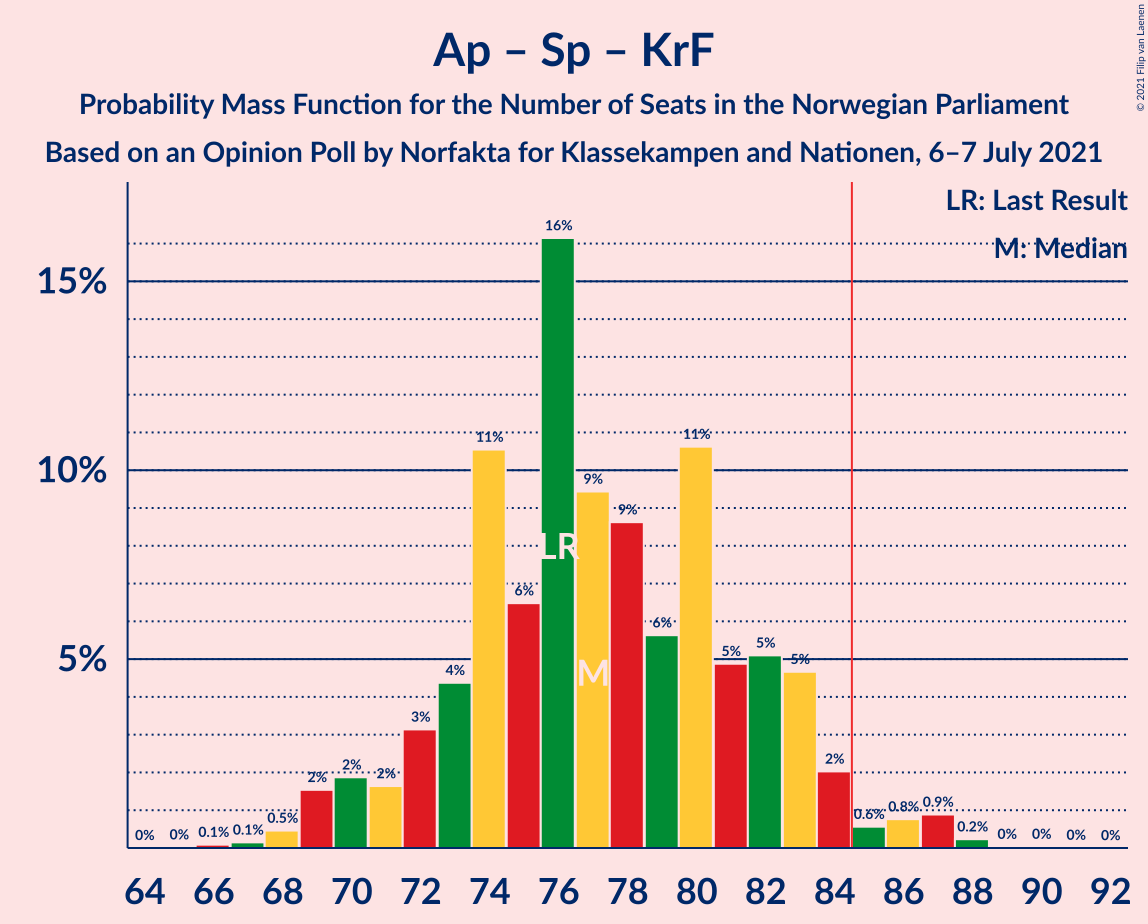 Ap – Sp – KrF
Probability Mass Function for the Number of Seats in the Norwegian Parliament
Based on an Opinion Poll by Norfakta for Klassekampen and Nationen, 6–7 July 2021
© 2021 Filip van Laenen
LR: Last Result
M: Median
15%
10%
5%
0% 0% 0.1% 0.1% 0.5% 2% 2% 2% 3% 4% 11% 6% 16% 9% 9% 6% 11% 5% 5% 5% 2% 0.6% 0.8% 0.9% 0.2% 0% 0% 0% 0%
LR
M
64 66 68 70 72 74 76 78 80 82 84 86 88 90 92